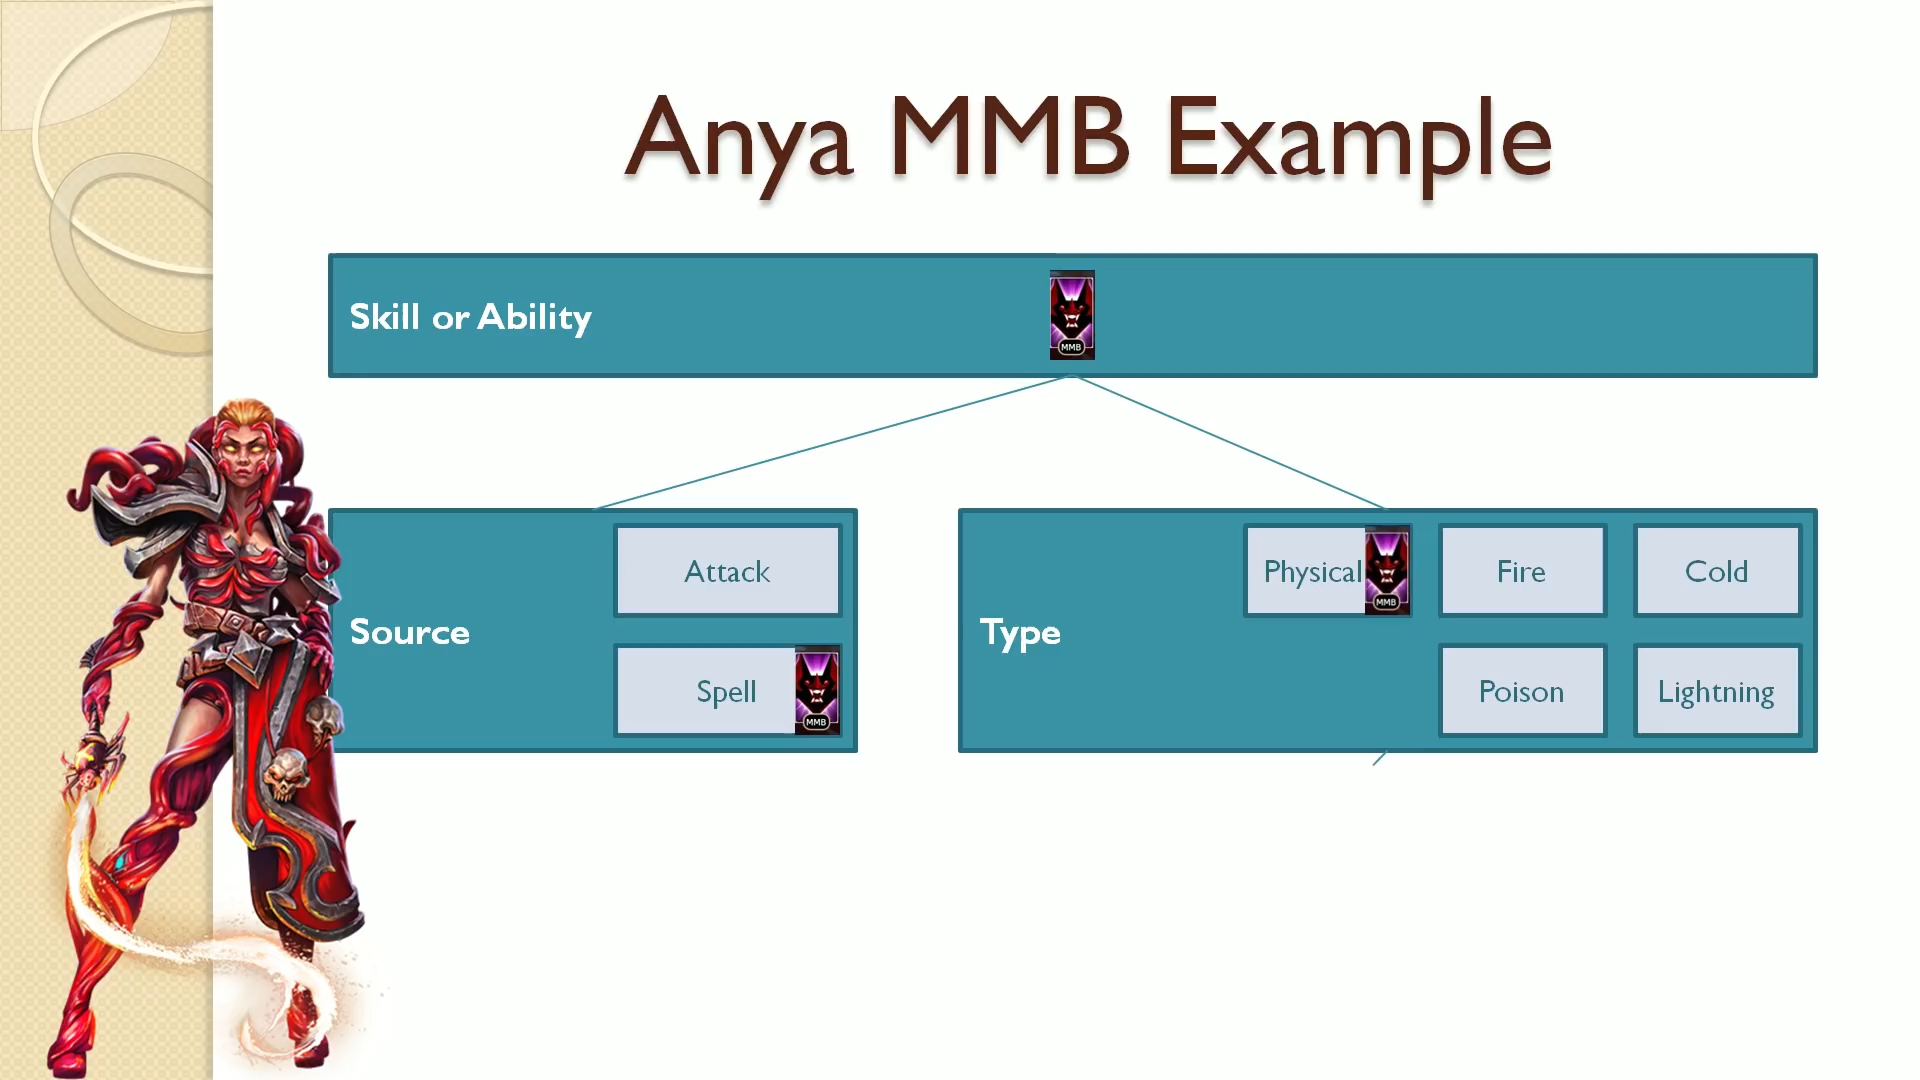 Anya MMB Example
Skill or Ability
MMB
Source
Attack
Spell
MMB
Type
Physical
MMB
Fire
Cold
Poison
Lightning